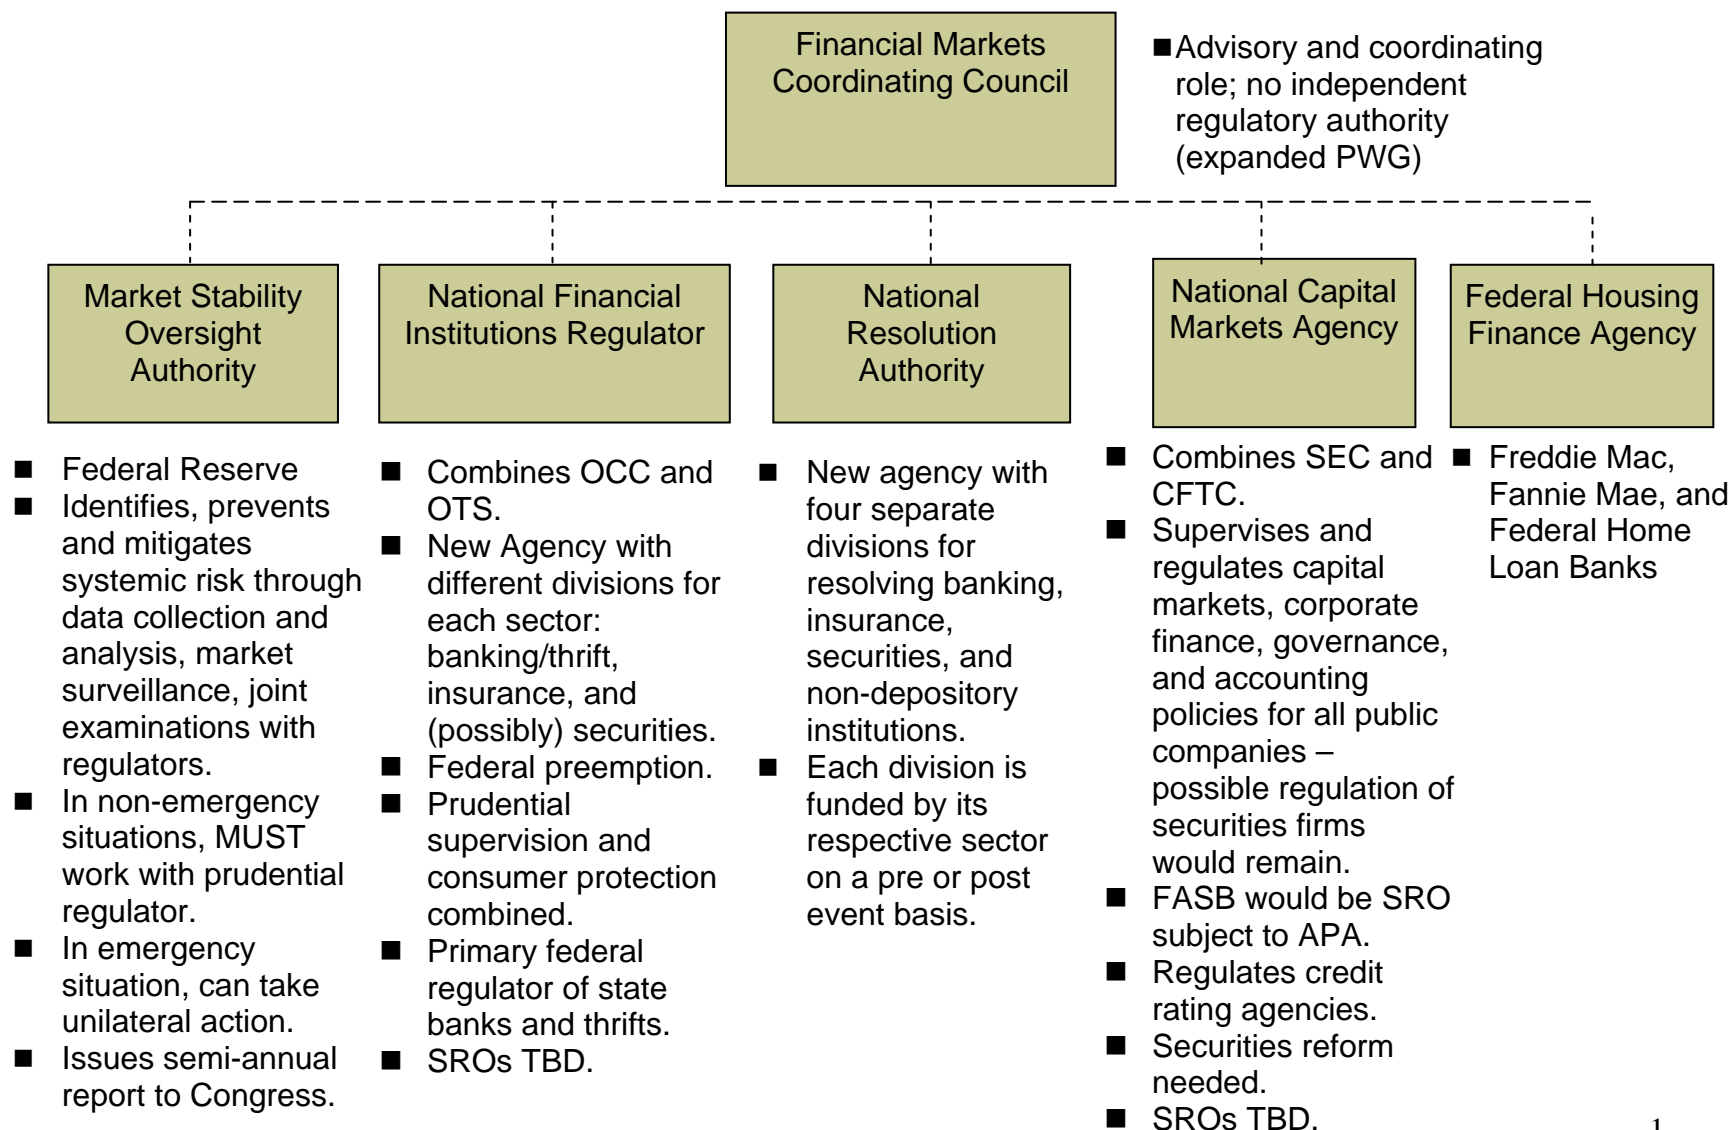 Financial Markets
Coordinating Council
■Advisory and coordinating
role; no independent
regulatory authority
(expanded PWG)
Market Stability
Oversight
Authority
■ Federal Reserve
■ Identifies, prevents
and mitigates
systemic risk through
data collection and
analysis, market
surveillance, joint
examinations with
regulators.
■ In non-emergency
situations, MUST
work with prudential
regulator.
■ In emergency
situation, can take
unilateral action.
■ Issues semi-annual
report to Congress.
National Financial
Institutions Regulator
■ Combines OCC and
OTS.
■ New Agency with
different divisions for
each sector:
banking/thrift,
insurance, and
(possibly) securities.
■ Federal preemption.
■ Prudential
supervision and
consumer protection
combined.
■ Primary federal
regulator of state
banks and thrifts.
■ SROs TBD.
National
Resolution
Authority
■ New agency with
four separate
divisions for
resolving banking,
insurance,
securities, and
non-depository
institutions.
■ Each division is
funded by its
respective sector
on a pre or post
event basis.
National Capital
Markets Agency
■ Combines SEC and
CFTC.
■ Supervises and
regulates capital
markets, corporate
finance, governance,
and accounting
policies for all public
companies –
possible regulation of
securities firms
would remain.
■ FASB would be SRO
subject to APA.
■ Regulates credit
rating agencies.
■ Securities reform
needed.
■ SROs TBD.
Federal Housing
Finance Agency
■ Freddie Mac,
Fannie Mae, and
Federal Home
Loan Banks
1